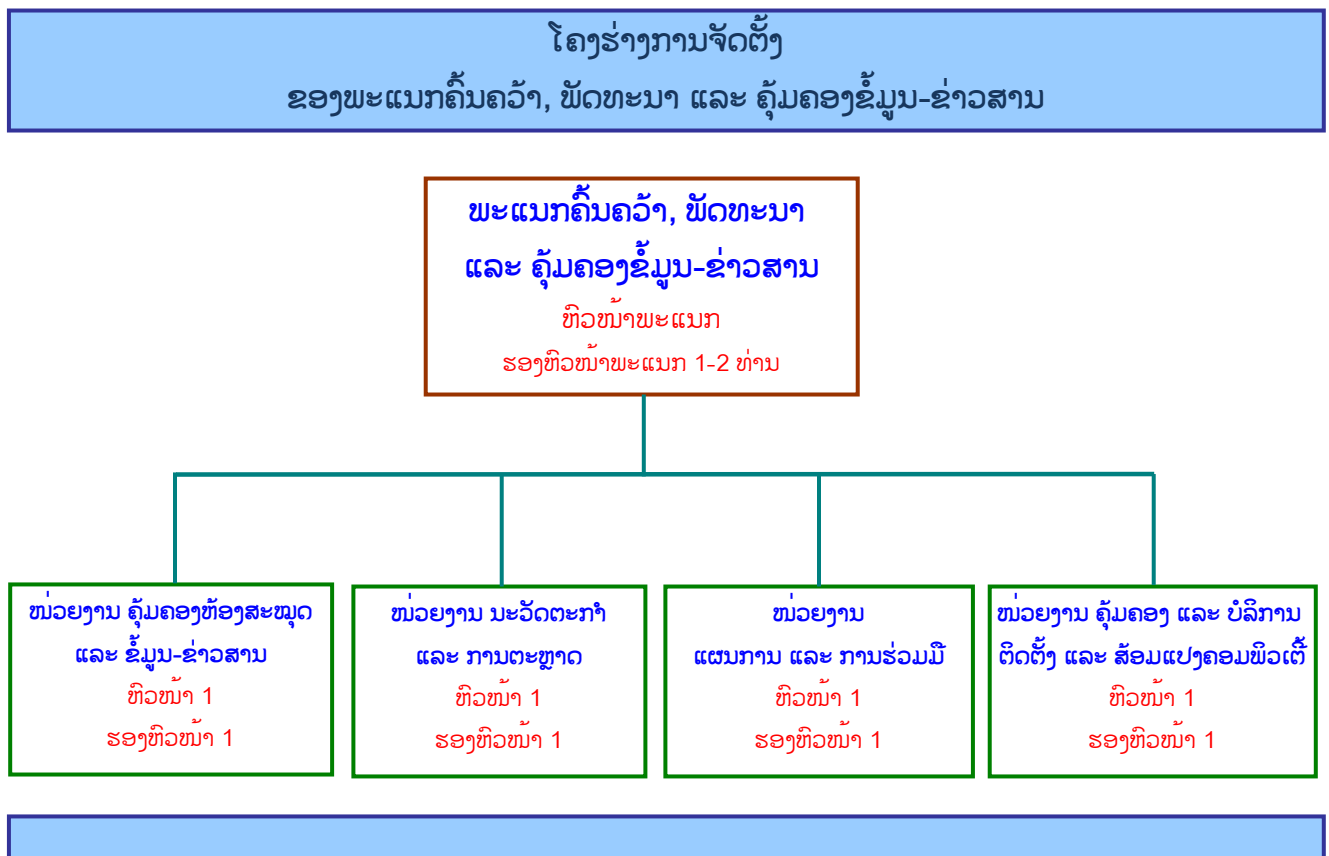 ໂຄງຮ່າງການຈັດຕັ້ງ
ຂອງພະແນກຄົ້ນຄວ້າ, ພັດທະນາ ແລະ ຄຸ້ມຄອງຂໍ້ມູນ-ຂ່າວສານ
ພະແນກຄົ້ນຄວ້າ, ພັດທະນາ
ແລະ ຄຸ້ມຄອງຂໍ້ມູນ-ຂ່າວສານ
ຫົວໜ້າພະແນກ
ຮອງຫົວໜ້າພະແນກ 1-2 ທ່ານ
ໜ່ວຍງານ ຄຸ້ມຄອງຫ້ອງສະໝຸດ
ແລະ ຂໍ້ມູນ-ຂ່າວສານ
ຫົວໜ້າ 1
ຮອງຫົວໜ້າ 1
ໜ່ວຍງານ ນະວັດຕະກຳ
ແລະ ການຕະຫຼາດ
ຫົວໜ້າ 1
ຮອງຫົວໜ້າ 1
ໜ່ວຍງານ
ແຜນການ ແລະ ການຮ່ວມມື
ຫົວໜ້າ 1
ຮອງຫົວໜ້າ 1
ໜ່ວຍງານ ຄຸ້ມຄອງ ແລະ ບໍລິການ
ຕິດຕັ້ງ ແລະ ສ້ອມແປງຄອມພິວເຕີ້
ຫົວໜ້າ 1
ຮອງຫົວໜ້າ 1